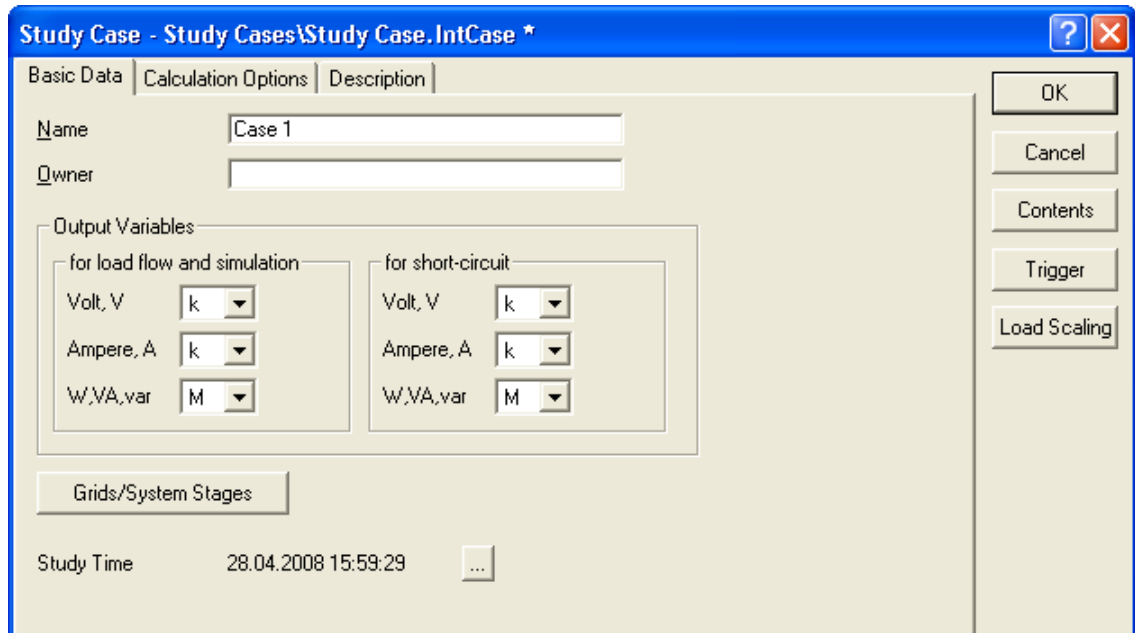 Study Case - Study Cases\Study Case.IntCase *
?
Basic Data
Calculation Options
Description
Name
Case 1
Owner
Output Variables
for load flow and simulation
Volt, V
k
Ampere, A
k
W,VA,var
M
for short-circuit
Volt, V
k
Ampere, A
k
W,VA,var
M
Grids/System Stages
Study Time
28.04.2008 15:59:29
...
OK
Cancel
Contents
Trigger
Load Scaling